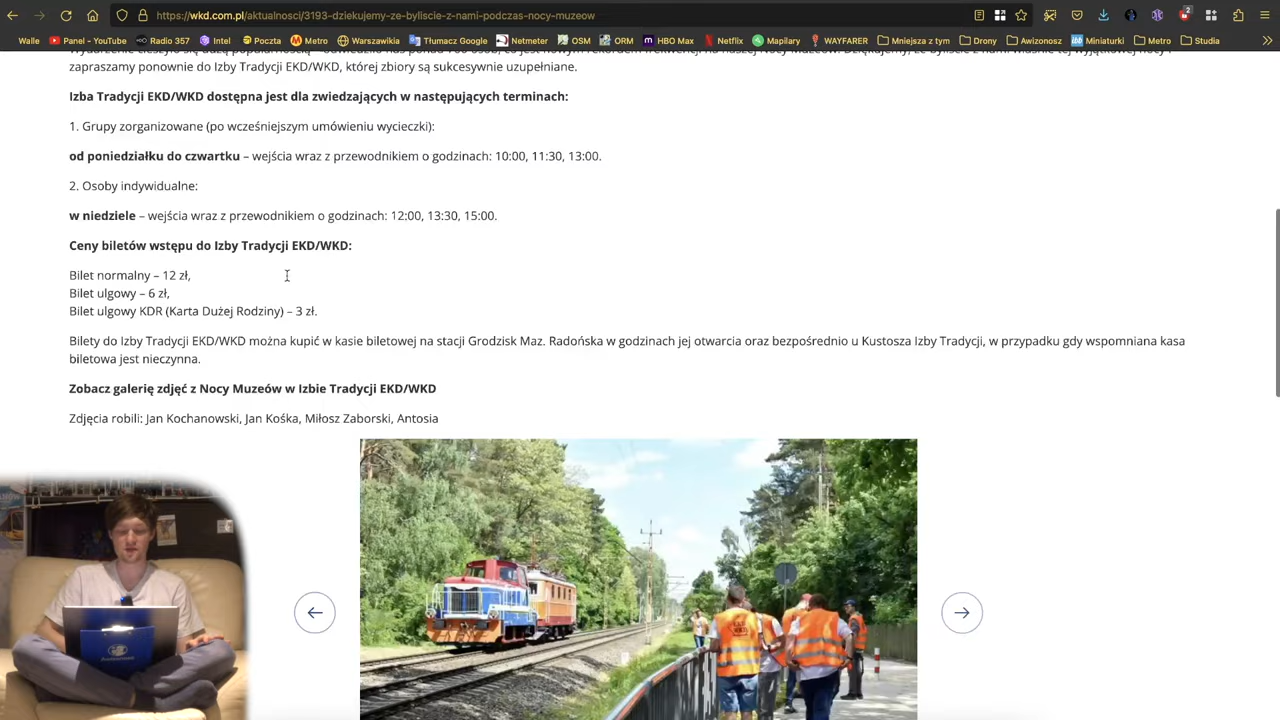 https://wkd.com.pl/aktualnosci/3193-dziekujemy-ze-byliscie-z-nami-podczas-nocy-muzeow
2
Walle Panel - YouTube Radio 357 Intel Poczta Metro Warszawikia Tłumacz Google Netmeter OSM ORM HBO Max Netflix Mapilary WAYFARER Mniejsza z tym Drony Awizonosz Miniaturki Metro Studia
zapraszamy ponownie do Izby Tradycji EKD/WKD, której zbiory są sukcesywnie uzupełniane.
Izba Tradycji EKD/WKD dostępna jest dla zwiedzających w następujących terminach:
1. Grupy zorganizowane (po wcześniejszym umówieniu wycieczki):
od poniedziałku do czwartku – wejścia wraz z przewodnikiem o godzinach: 10:00, 11:30, 13:00.
2. Osoby indywidualne:
w niedziele – wejścia wraz z przewodnikiem o godzinach: 12:00, 13:30, 15:00.
Ceny biletów wstępu do Izby Tradycji EKD/WKD:
Bilet normalny – 12 zł,
Bilet ulgowy – 6 zł,
Bilet ulgowy KDR (Karta Dużej Rodziny) – 3 zł.
Bilety do Izby Tradycji EKD/WKD można kupić w kasie biletowej na stacji Grodzisk Maz. Radońska w godzinach jej otwarcia oraz bezpośrednio u Kustosza Izby Tradycji, w przypadku gdy wspomniana kasa
biletowa jest nieczynna.
Zobacz galerię zdjęć z Nocy Muzeów w Izbie Tradycji EKD/WKD
Zdjęcia robili: Jan Kochanowski, Jan Kośka, Miłosz Zaborski, Antosia